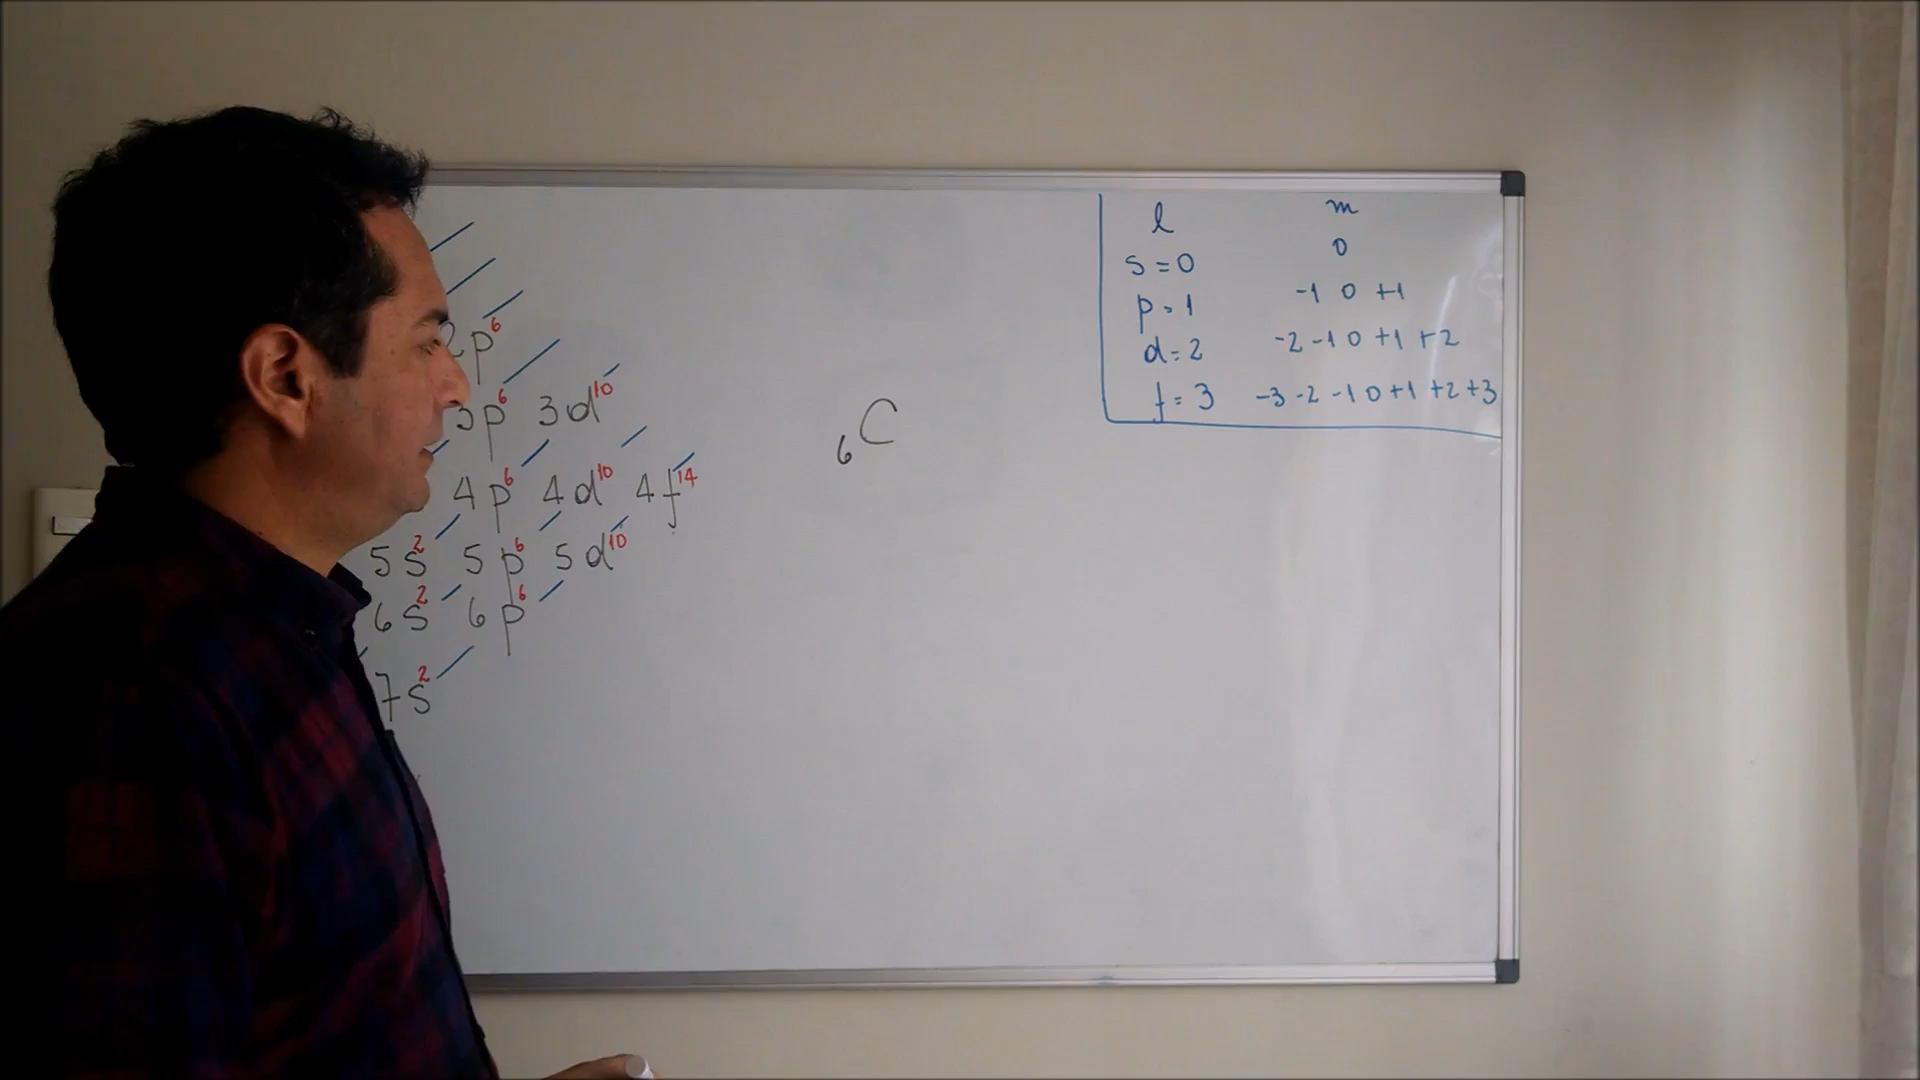 2p⁶
3p⁶ 3d¹⁰
4p⁶ 4d¹⁰ 4f¹⁴
5s² 5p⁶ 5d¹⁰
6s² 6p⁶
7s²
₆C
l m
s = 0 0
p = 1 -1 0 +1
d = 2 -2 -1 0 +1 +2
f = 3 -3 -2 -1 0 +1 +2 +3